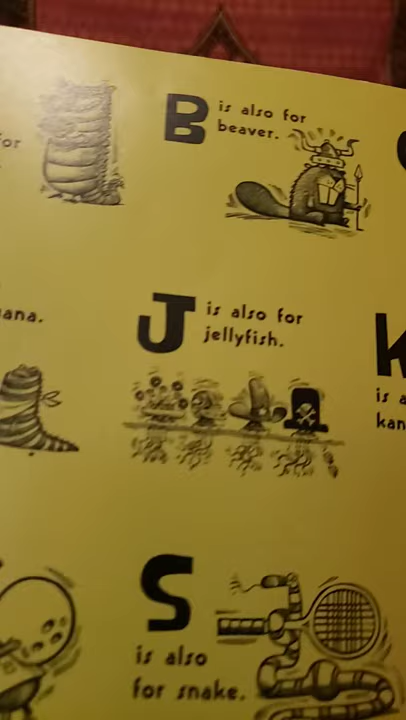 for
B is also for
beaver.
ana.
J is also for
jellyfish.
K
is a
kan
S
is also
for snake.